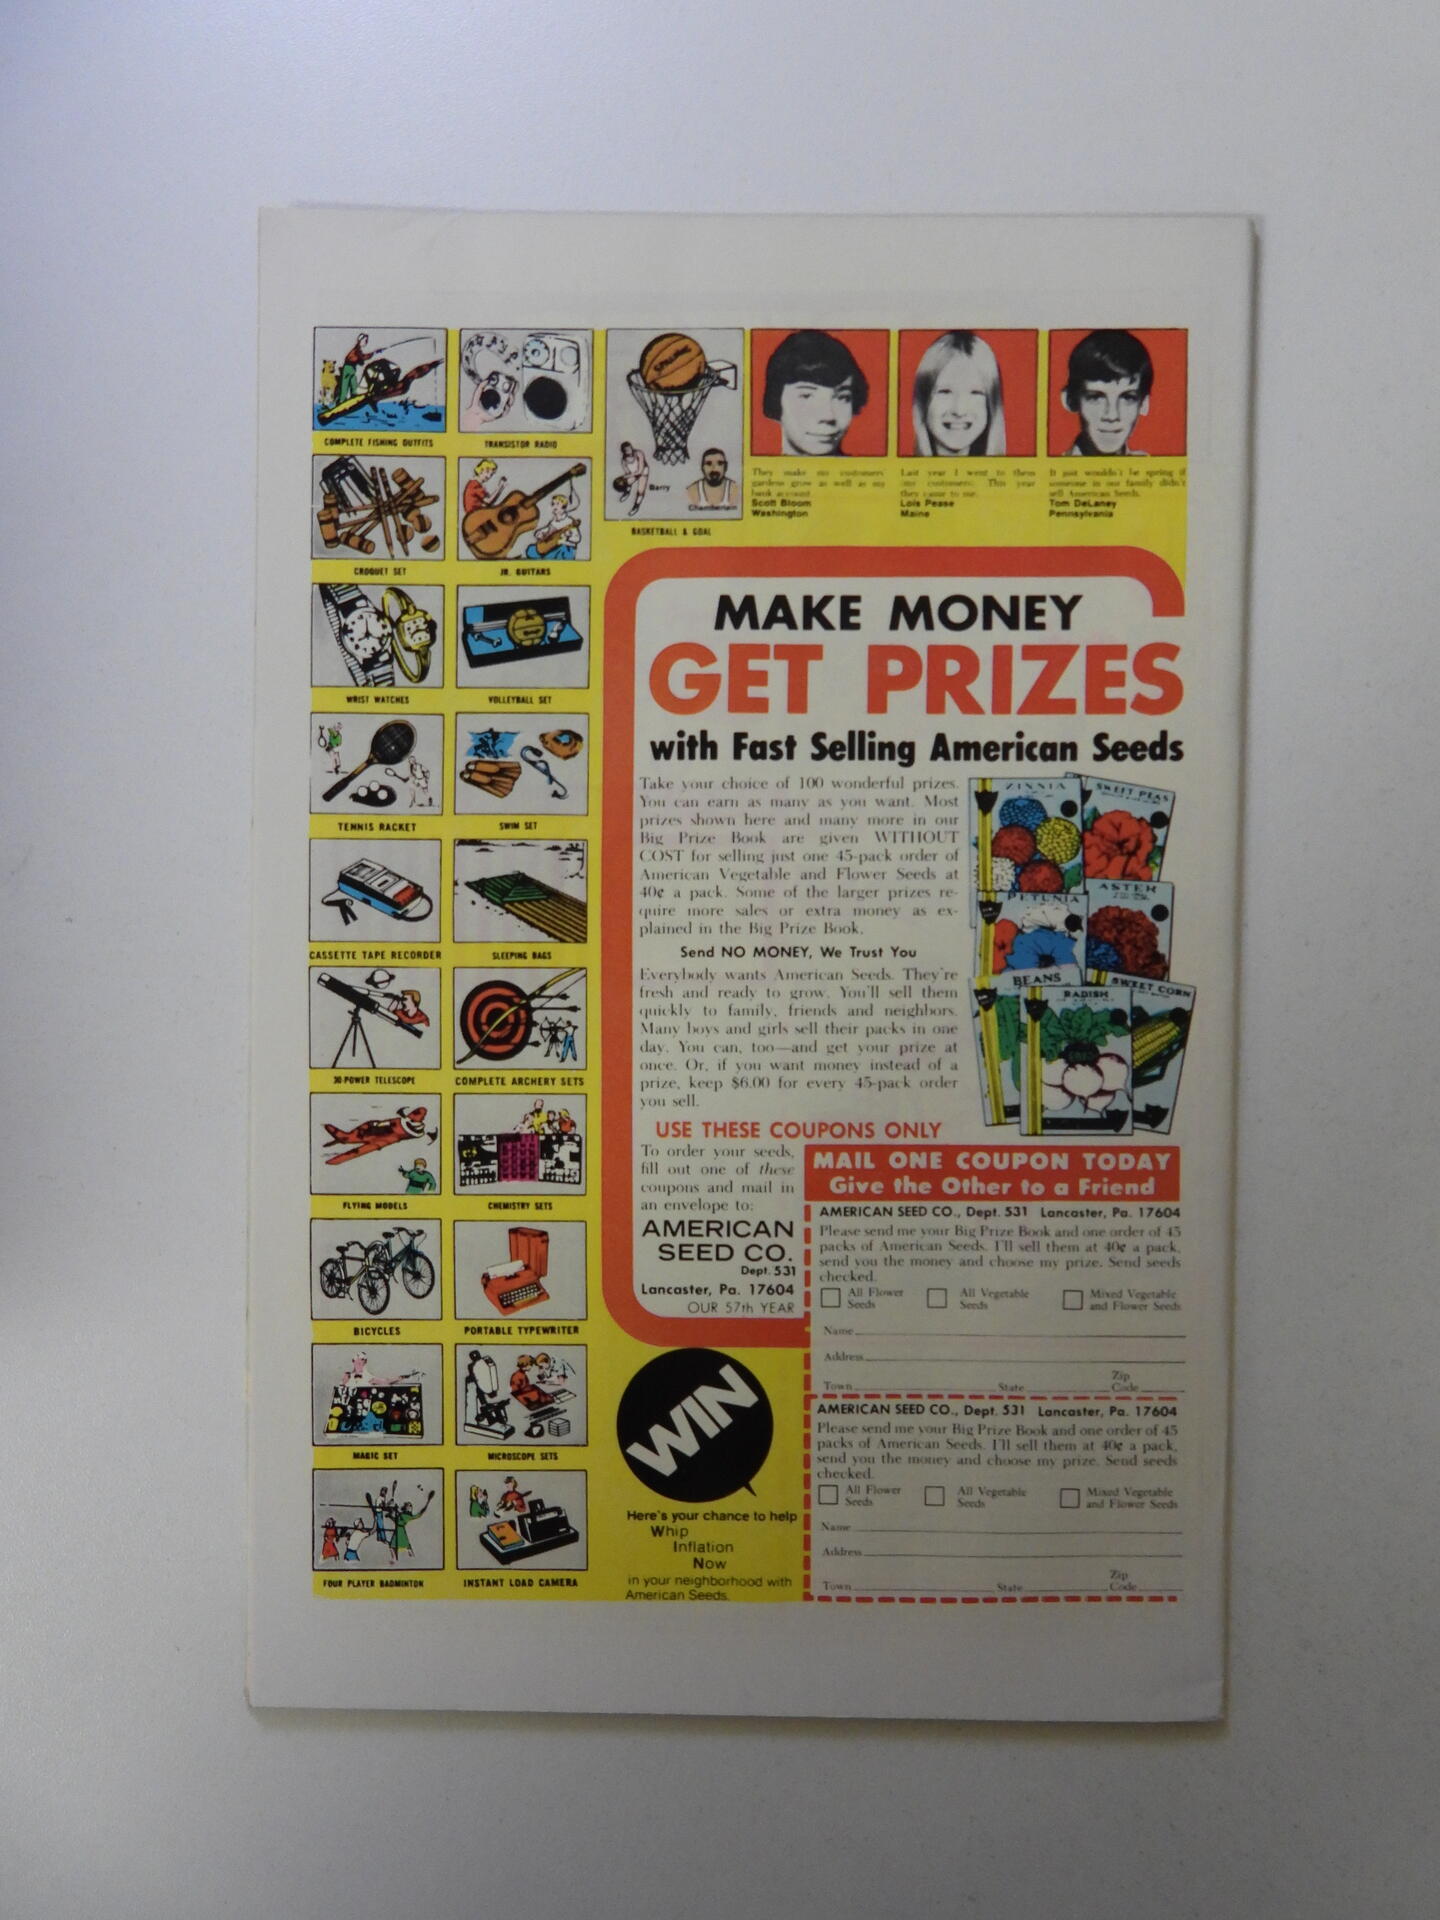 COMPLETE FISHING OUTFITS
TRANSISTOR RADIO
SPALDING
Barry
Chamberlain
BASKETBALL & GOAL
They make my customers'
gardens grow as well as my
bank account
Scott Bloom
Washington
Last year I went to them
(my customers). This year
they came to me.
Lois Pease
Maine
It just wouldn't be spring if
someone in our family didn't
sell American Seeds.
Tom DeLaney
Pennsylvania
CROQUET SET
JR. GUITARS
WRIST WATCHES
VOLLEYBALL SET
TENNIS RACKET
SWIM SET
CASSETTE TAPE RECORDER
SLEEPING BAGS
30-POWER TELESCOPE
COMPLETE ARCHERY SETS
FLYING MODELS
CHEMISTRY SETS
BICYCLES
PORTABLE TYPEWRITER
MAGIC SET
MICROSCOPE SETS
FOUR PLAYER BADMINTON
INSTANT LOAD CAMERA
MAKE MONEY
GET PRIZES
with Fast Selling American Seeds
Take your choice of 100 wonderful prizes.
You can earn as many as you want. Most
prizes shown here and many more in our
Big Prize Book are given WITHOUT
COST for selling just one 45-pack order of
American Vegetable and Flower Seeds at
40¢ a pack. Some of the larger prizes re-
quire more sales or extra money as ex-
plained in the Big Prize Book.
Send NO MONEY, We Trust You
Everybody wants American Seeds. They're
fresh and ready to grow. You'll sell them
quickly to family, friends and neighbors.
Many boys and girls sell their packs in one
day. You can, too—and get your prize at
once. Or, if you want money instead of a
prize, keep $6.00 for every 45-pack order
you sell.
ZINNIA
SWEET PEAS
PETUNIA
ASTER
BEANS
RADISH
SWEET CORN
USE THESE COUPONS ONLY
To order your seeds,
fill out one of these
coupons and mail in
an envelope to:
AMERICAN
SEED CO.
Dept. 531
Lancaster, Pa. 17604
OUR 57th YEAR
MAIL ONE COUPON TODAY
Give the Other to a Friend
AMERICAN SEED CO., Dept. 531 Lancaster, Pa. 17604
Please send me your Big Prize Book and one order of 45
packs of American Seeds. I'll sell them at 40¢ a pack,
send you the money and choose my prize. Send seeds
checked.
All Flower Seeds
All Vegetable Seeds
Mixed Vegetable and Flower Seeds
Name
Address
Town State Zip Code
AMERICAN SEED CO., Dept. 531 Lancaster, Pa. 17604
Please send me your Big Prize Book and one order of 45
packs of American Seeds. I'll sell them at 40¢ a pack,
send you the money and choose my prize. Send seeds
checked.
All Flower Seeds
All Vegetable Seeds
Mixed Vegetable and Flower Seeds
Name
Address
Town State Zip Code
WIN
Here's your chance to help
Whip
Inflation
Now
in your neighborhood with
American Seeds.